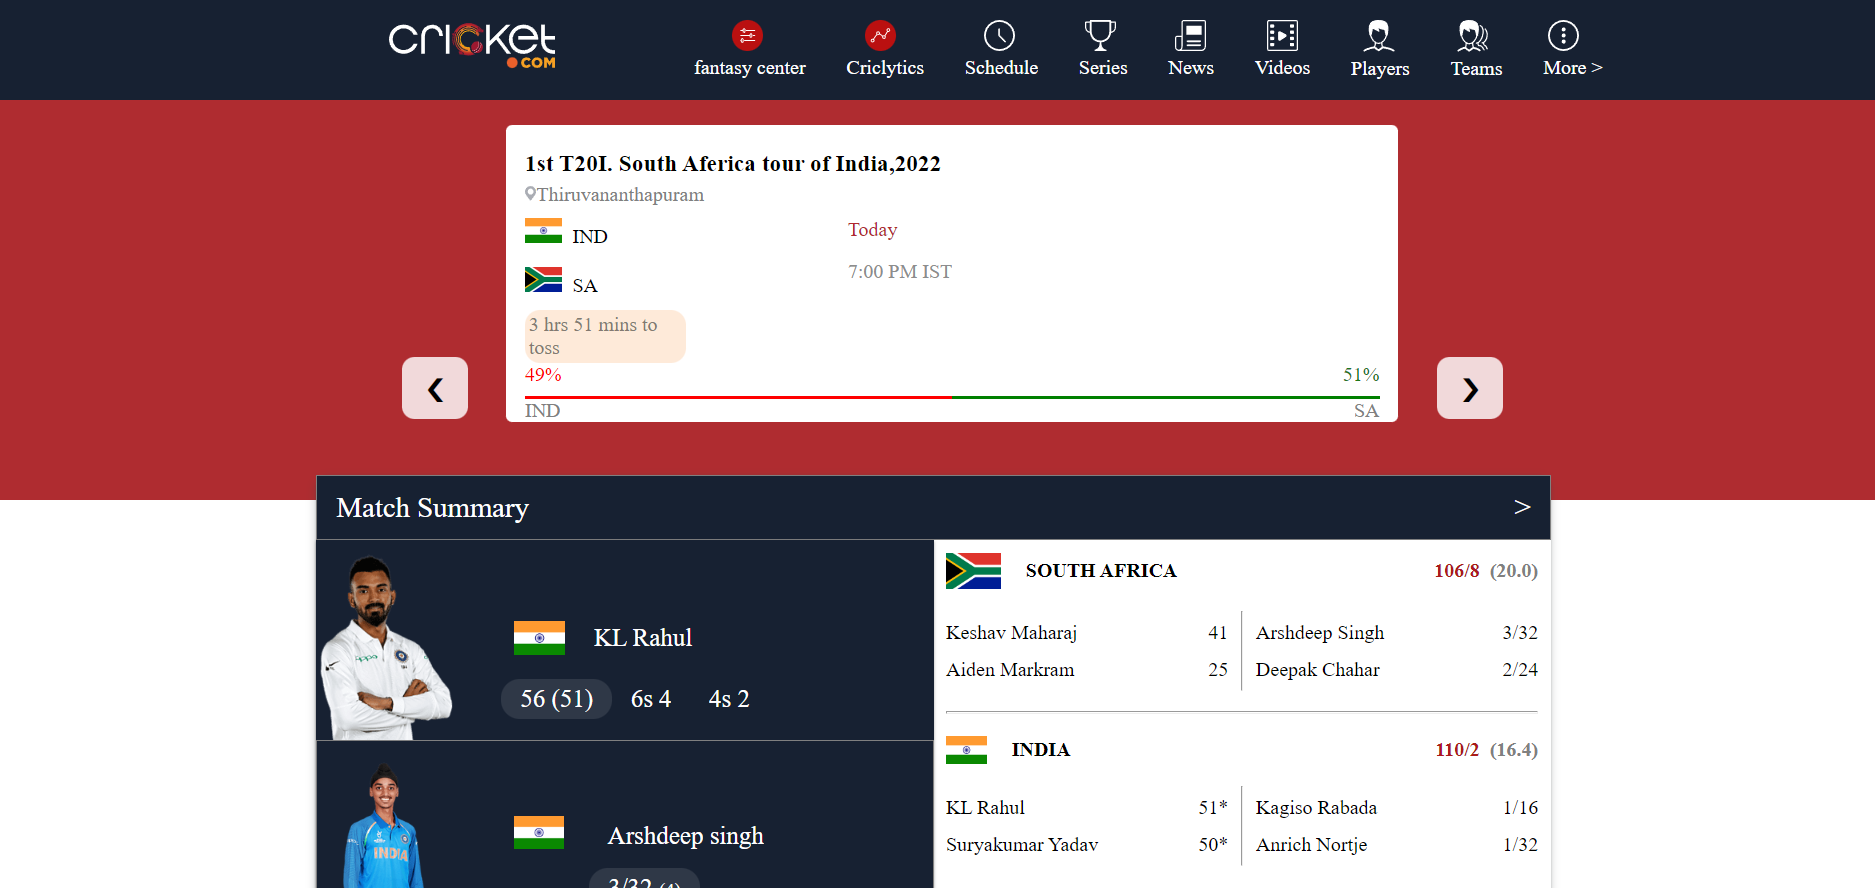 cricket
.COM
fantasy center
Criclytics
Schedule
Series
News
Videos
Players
Teams
More >
1st T20I. South Aferica tour of India,2022
Thiruvananthapuram
IND
Today
7:00 PM IST
SA
3 hrs 51 mins to
toss
49% 51%
IND SA
❮
❯
Match Summary >
KL Rahul
56 (51) 6s 4 4s 2
Arshdeep singh
INDIA
3/32 (4)
SOUTH AFRICA 106/8 (20.0)
Keshav Maharaj 41 Arshdeep Singh 3/32
Aiden Markram 25 Deepak Chahar 2/24
INDIA 110/2 (16.4)
KL Rahul 51* Kagiso Rabada 1/16
Suryakumar Yadav 50* Anrich Nortje 1/32